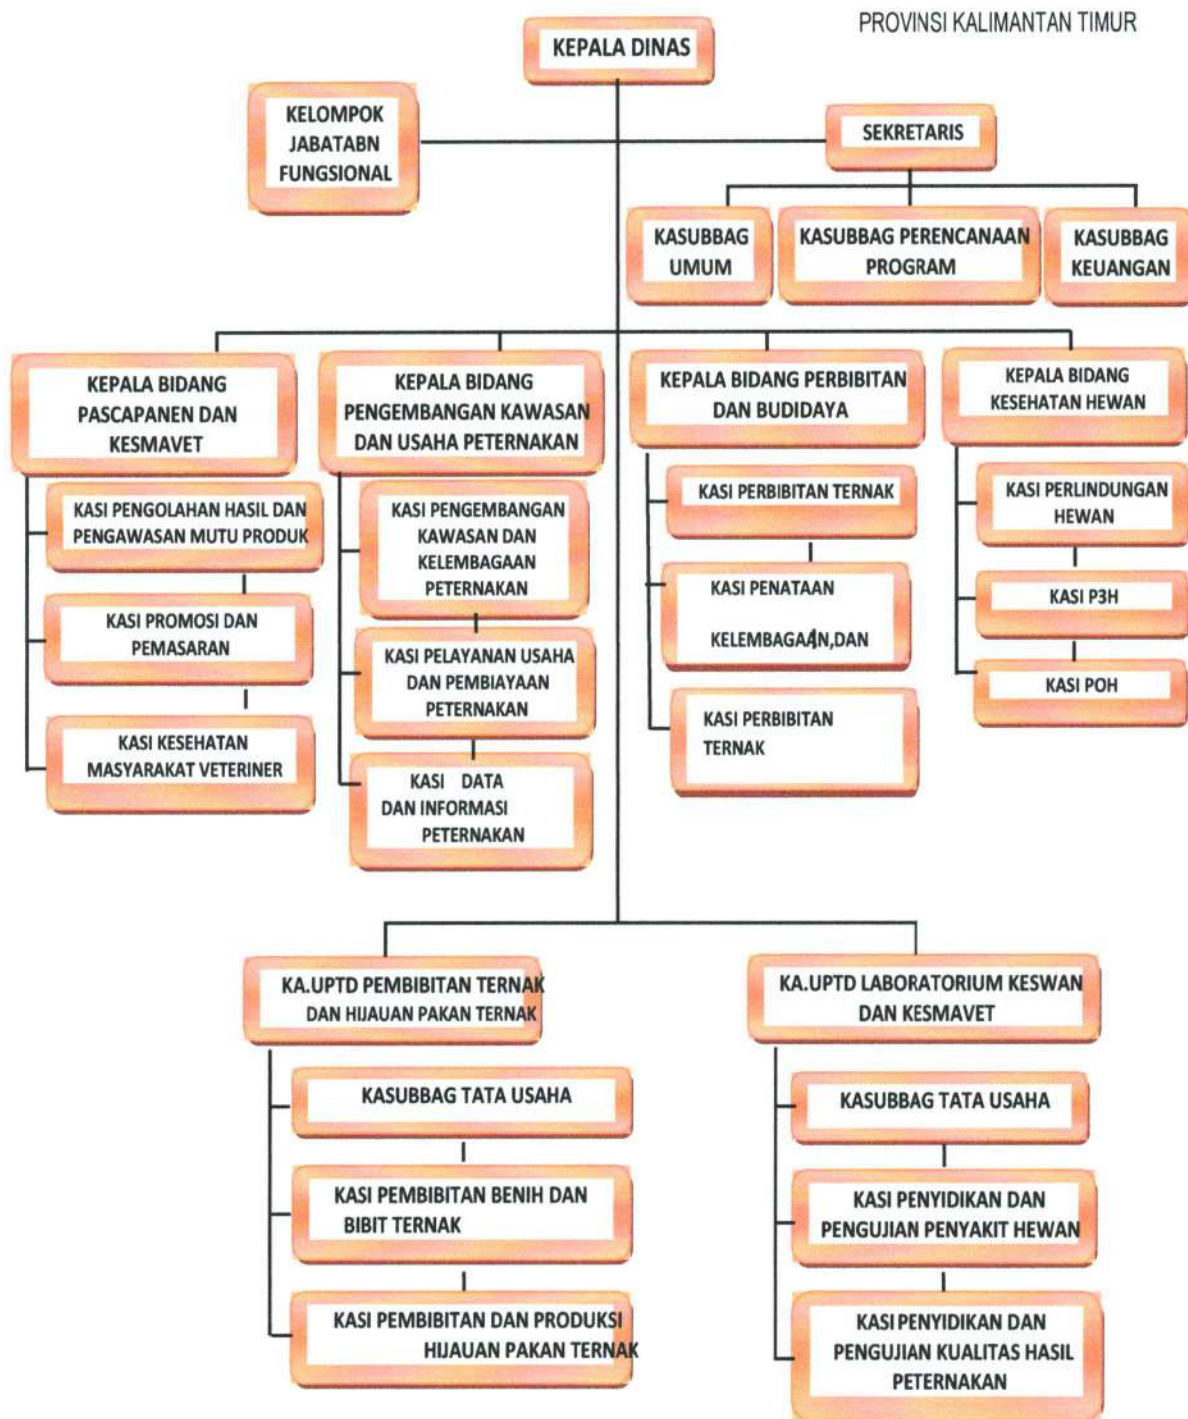 PROVINSI KALIMANTAN TIMUR
KEPALA DINAS
KELOMPOK
JABATABN
FUNGSIONAL
SEKRETARIS
KASUBBAG
UMUM
KASUBBAG PERENCANAAN
PROGRAM
KASUBBAG
KEUANGAN
KEPALA BIDANG
PASCAPANEN DAN
KESMAVET
KEPALA BIDANG
PENGEMBANGAN KAWASAN
DAN USAHA PETERNAKAN
KEPALA BIDANG PERBIBITAN
DAN BUDIDAYA
KEPALA BIDANG
KESEHATAN HEWAN
KASI PENGOLAHAN HASIL DAN
PENGAWASAN MUTU PRODUK
KASI PROMOSI DAN
PEMASARAN
KASI KESEHATAN
MASYARAKAT VETERINER
KASI PENGEMBANGAN
KAWASAN DAN
KELEMBAGAAN
PETERNAKAN
KASI PELAYANAN USAHA
DAN PEMBIAYAAN
PETERNAKAN
KASI DATA
DAN INFORMASI
PETERNAKAN
KASI PERBIBITAN TERNAK
KASI PENATAAN
KELEMBAGAAN,DAN
KASI PERBIBITAN
TERNAK
KASI PERLINDUNGAN
HEWAN
KASI P3H
KASI POH
KA.UPTD PEMBIBITAN TERNAK
DAN HIJAUAN PAKAN TERNAK
KASUBBAG TATA USAHA
KASI PEMBIBITAN BENIH DAN
BIBIT TERNAK
KASI PEMBIBITAN DAN PRODUKSI
HIJAUAN PAKAN TERNAK
KA.UPTD LABORATORIUM KESWAN
DAN KESMAVET
KASUBBAG TATA USAHA
KASI PENYIDIKAN DAN
PENGUJIAN PENYAKIT HEWAN
KASI PENYIDIKAN DAN
PENGUJIAN KUALITAS HASIL
PETERNAKAN